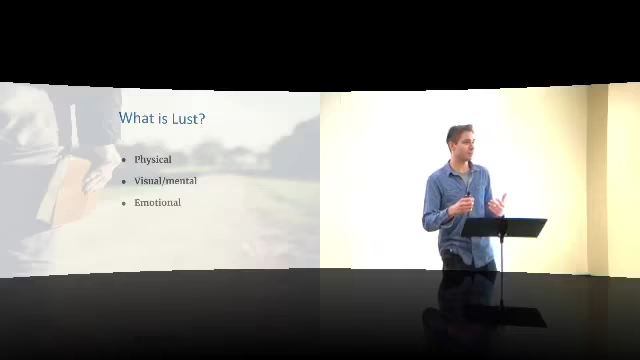 What is Lust?
● Physical
● Visual/mental
● Emotional